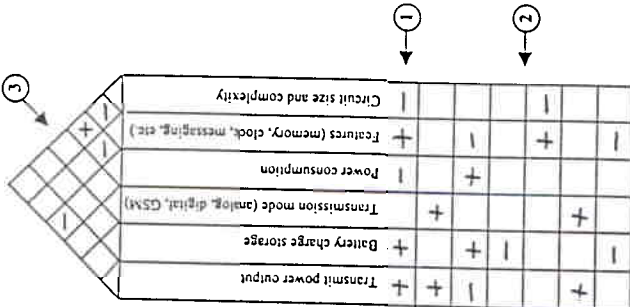 + − + + Transmit power output
− − + + Battery charge storage
+ + Transmission mode (analog, digital, GSM)
+ − Power consumption
− + − + Features (memory, clock, messaging, etc.)
− − Circuit size and complexity
−
−
+
−
1
2
3